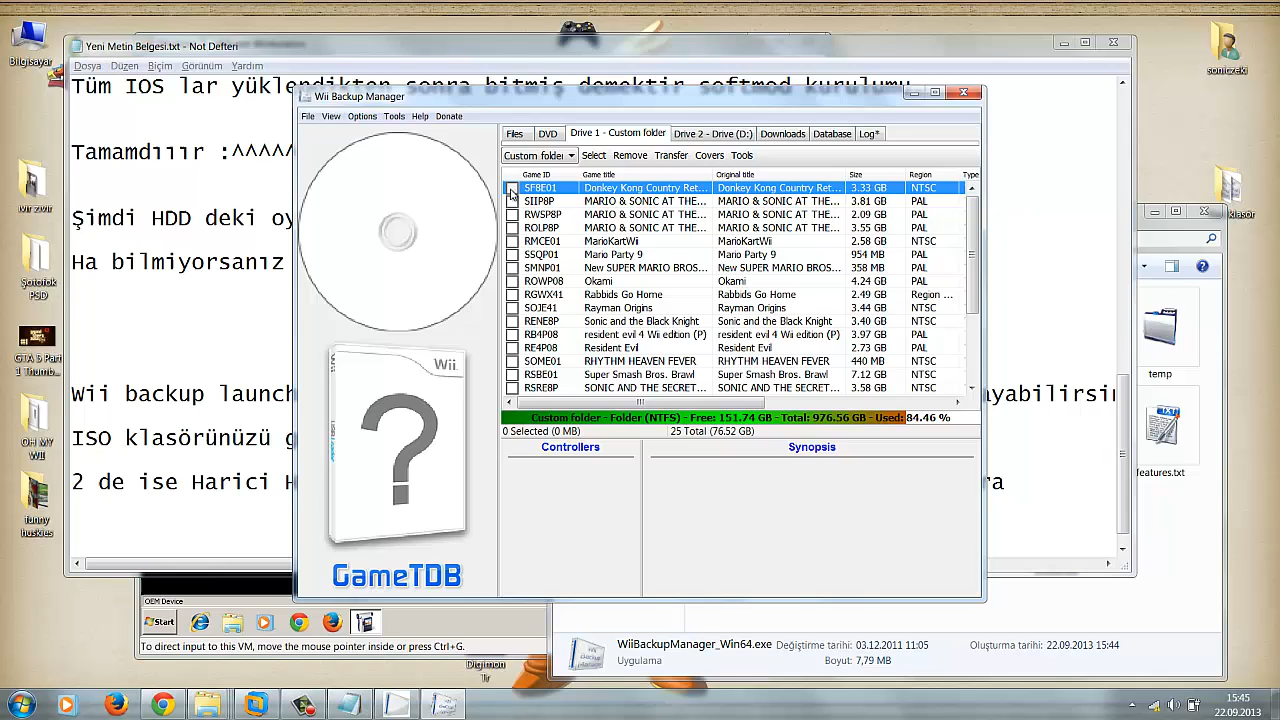 Bilgisayar
ıvır zıvır
Şotofok
PSD
GTA 5 Part
1 Thumb...
OH MY
WII
funny
huskies
soniczeki
klasör
Digimon
Yeni Metin Belgesi.txt - Not Defteri
Dosya Düzen Biçim Görünüm Yardım
Tüm IOS lar yüklendikten sonra bitmiş demektir softmod kurulumu
Tamamdıııır :^^^^^
Şimdi HDD deki oy
Ha bilmiyorsanız
Wii backup launch
ayabilirsin
ISO klasörünüzü g
2 de ise Harici H
ra
Wii Backup Manager
File View Options Tools Help Donate
Files DVD Drive 1 - Custom folder Drive 2 - Drive (D:) Downloads Database Log*
Custom folder Select Remove Transfer Covers Tools
Game ID Game title Original title Size Region Type
SFBE01 Donkey Kong Country Ret... Donkey Kong Country Ret... 3.33 GB NTSC
SIIP8P MARIO & SONIC AT THE... MARIO & SONIC AT THE... 3.81 GB PAL
RWSP8P MARIO & SONIC AT THE... MARIO & SONIC AT THE... 2.09 GB PAL
ROLP8P MARIO & SONIC AT THE... MARIO & SONIC AT THE... 3.55 GB PAL
RMCE01 MarioKartWii MarioKartWii 2.58 GB NTSC
SSQP01 Mario Party 9 Mario Party 9 954 MB PAL
SMNP01 New SUPER MARIO BROS... New SUPER MARIO BROS... 358 MB PAL
ROWP08 Okami Okami 4.24 GB PAL
RGWX41 Rabbids Go Home Rabbids Go Home 2.49 GB Region ...
SOJE41 Rayman Origins Rayman Origins 3.44 GB NTSC
RENE8P Sonic and the Black Knight Sonic and the Black Knight 3.40 GB NTSC
RB4P08 resident evil 4 Wii edition (P) resident evil 4 Wii edition (P) 3.97 GB PAL
RE4P08 Resident Evil Resident Evil 2.73 GB PAL
SOME01 RHYTHM HEAVEN FEVER RHYTHM HEAVEN FEVER 440 MB NTSC
RSBE01 Super Smash Bros. Brawl Super Smash Bros. Brawl 7.12 GB NTSC
RSRE8P SONIC AND THE SECRET... SONIC AND THE SECRET... 3.58 GB NTSC
Custom folder - Folder (NTFS) - Free: 151.74 GB - Total: 976.56 GB - Used: 84.46 %
0 Selected (0 MB) 25 Total (76.52 GB)
Controllers Synopsis
Wii
GameTDB
temp
features.txt
OEM Device
Start
To direct input to this VM, move the mouse pointer inside or press Ctrl+G.
WiiBackupManager_Win64.exe Değiştirme tarihi: 03.12.2011 11:05 Oluşturma tarihi: 22.09.2013 15:44
Uygulama Boyut: 7,79 MB
15:45
22.09.2013